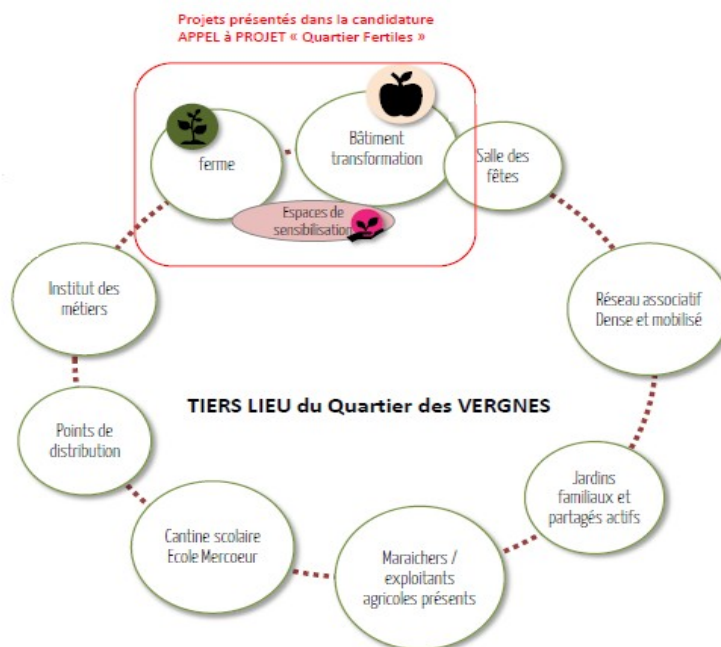 Projets présentés dans la candidature
APPEL à PROJET « Quartier Fertiles »
ferme
Bâtiment
transformation
Salle des
fêtes
Espaces de
sensibilisation
Institut des
métiers
Réseau associatif
Dense et mobilisé
TIERS LIEU du Quartier des VERGNES
Points de
distribution
Jardins
familiaux et
partagés actifs
Cantine scolaire
Ecole Mercoeur
Maraichers /
exploitants
agricoles présents